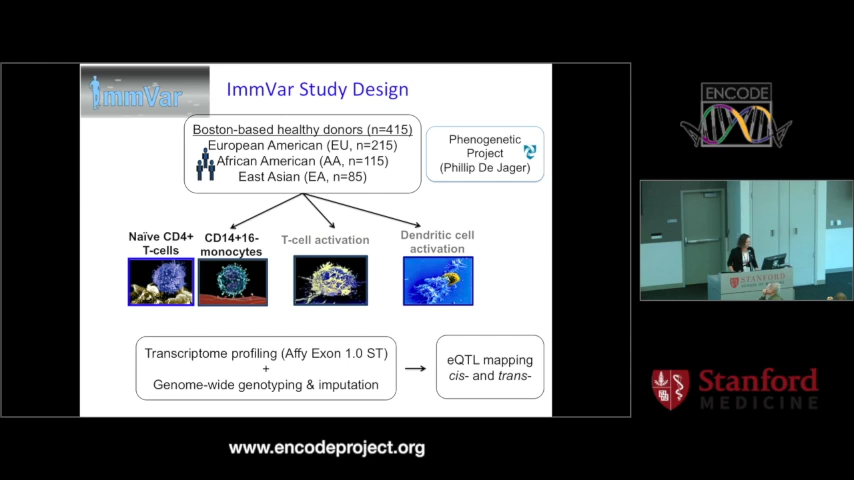 ImmVar
ImmVar Study Design
Boston-based healthy donors (n=415)
European American (EU, n=215)
African American (AA, n=115)
East Asian (EA, n=85)
Phenogenetic
Project
(Phillip De Jager)
Naïve CD4+
T-cells
CD14+16-
monocytes
T-cell activation
Dendritic cell
activation
Transcriptome profiling (Affy Exon 1.0 ST)
+
Genome-wide genotyping & imputation
eQTL mapping
cis- and trans-
ENCODE
STANFORD
Stanford
MEDICINE
www.encodeproject.org